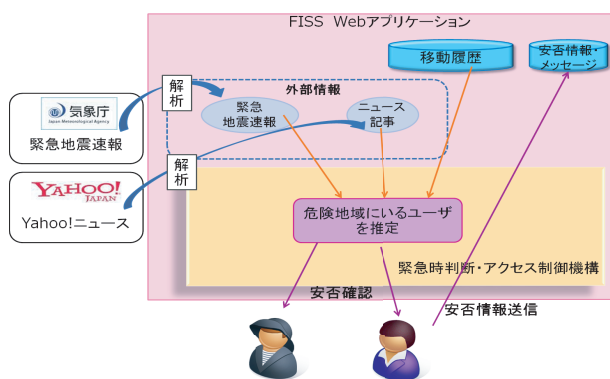 FISS Webアプリケーション
移動履歴
安否情報・
メッセージ
外部情報
解析
緊急
地震速報
ニュース
記事
気象庁
Japan Meteorological Agency
緊急地震速報
解析
YAHOO!
JAPAN
Yahoo!ニュース
危険地域にいるユーザ
を推定
緊急時判断・アクセス制御機構
安否確認
安否情報送信